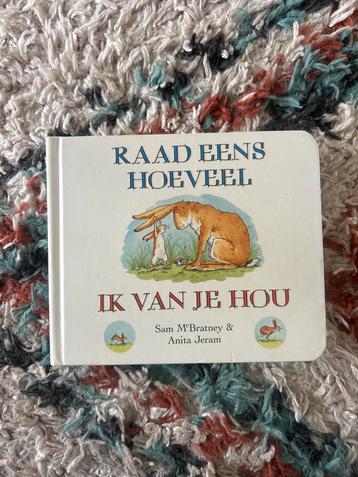 RAAD EENS
HOEVEEL
IK VAN JE HOU
Sam McBratney &
Anita Jeram